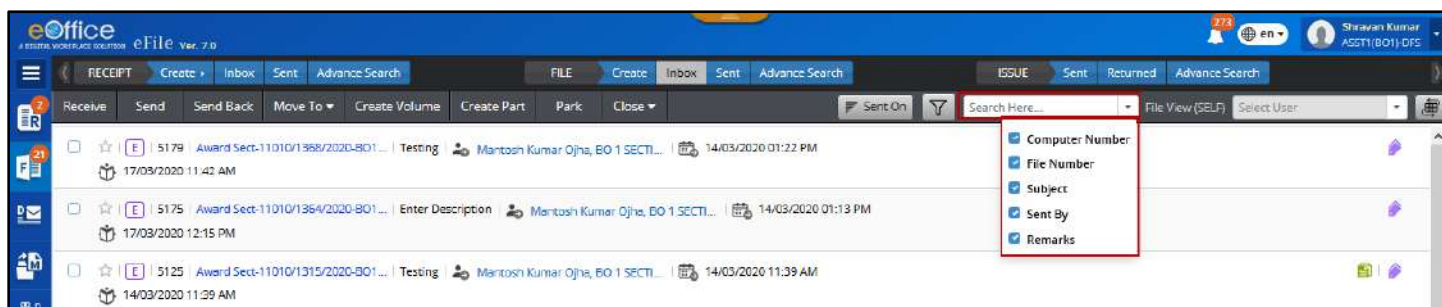 eOffice
A DIGITAL WORKPLACE SOLUTION eFile Ver. 7.0
273
en
Shravan Kumar
ASST1(BO1)-DFS
RECEIPT Create Inbox Sent Advance Search FILE Create Inbox Sent Advance Search ISSUE Sent Returned Advance Search
Receive Send Send Back Move To Create Volume Create Part Park Close Sent On Search Here... File View (SELF) Select User
2
21
Computer Number
File Number
Subject
Sent By
Remarks
E 5179 Award Sect-11010/1368/2020-BO1... Testing Mantosh Kumar Ojha, BO 1 SECTI... 14/03/2020 01:22 PM
17/03/2020 11:42 AM
E 5175 Award Sect-11010/1364/2020-BO1... Enter Description Mantosh Kumar Ojha, BO 1 SECTI... 14/03/2020 01:13 PM
17/03/2020 12:15 PM
E 5125 Award Sect-11010/1315/2020-BO1... Testing Mantosh Kumar Ojha, BO 1 SECTI... 14/03/2020 11:39 AM
14/03/2020 11:39 AM